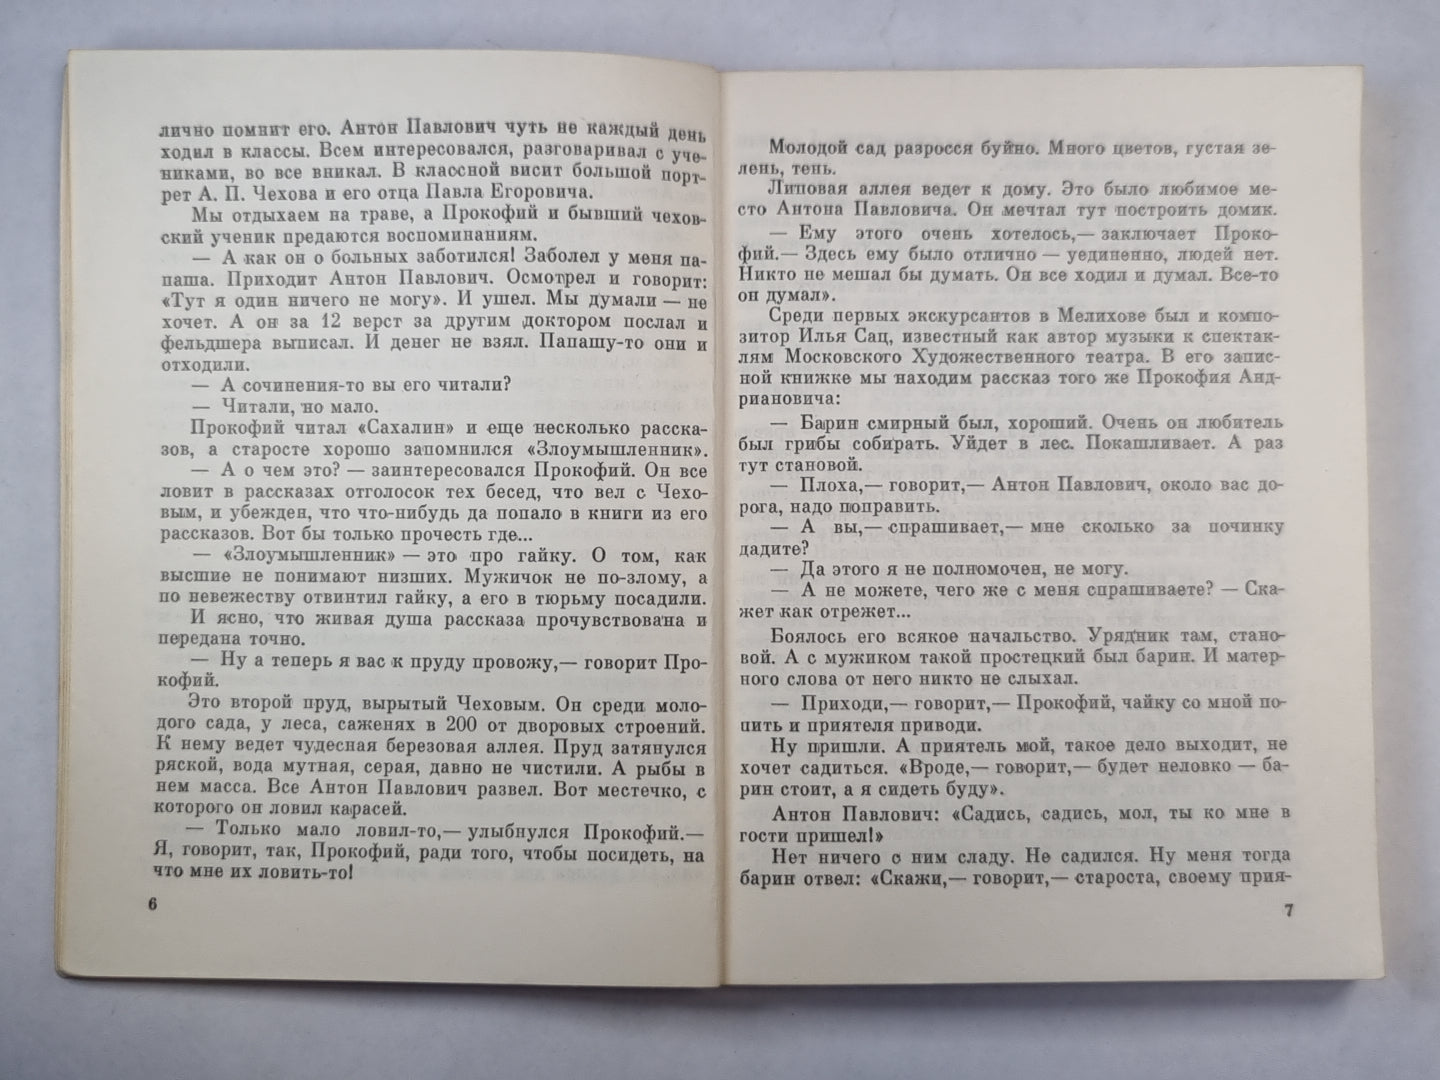 лично помнит его. Антон Павлович чуть не каждый день
ходил в классы. Всем интересовался, разговаривал с уче-
никами, во все вникал. В классной висит большой порт-
рет А. П. Чехова и его отца Павла Егоровича.
Мы отдыхаем на траве, а Прокофий и бывший чехов-
ский ученик предаются воспоминаниям.
— А как он о больных заботился! Заболел у меня па-
паша. Приходит Антон Павлович. Осмотрел и говорит:
«Тут я один ничего не могу». И ушел. Мы думали — не
хочет. А он за 12 верст за другим доктором послал и
фельдшера выписал. И денег не взял. Папашу-то они и
отходили.
— А сочинения-то вы его читали?
— Читали, но мало.
Прокофий читал «Сахалин» и еще несколько расска-
зов, а старосте хорошо запомнился «Злоумышленник».
— А о чем это? — заинтересовался Прокофий. Он все
ловит в рассказах отголосок тех бесед, что вел с Чехо-
вым, и убежден, что что-нибудь да попало в книги из его
рассказов. Вот бы только прочесть где...
— «Злоумышленник» — это про гайку. О том, как
высшие не понимают низших. Мужичок не по-злому, а
по невежеству отвинтил гайку, а его в тюрьму посадили.
И ясно, что живая душа рассказа прочувствована и
передана точно.
— Ну а теперь я вас к пруду провожу,— говорит Про-
кофий.
Это второй пруд, вырытый Чеховым. Он среди моло-
дого сада, у леса, саженях в 200 от дворовых строений.
К нему ведет чудесная березовая аллея. Пруд затянулся
ряской, вода мутная, серая, давно не чистили. А рыбы в
нем масса. Все Антон Павлович развел. Вот местечко, с
которого он ловил карасей.
— Только мало ловил-то,— улыбнулся Прокофий.—
Я, говорит, так, Прокофий, ради того, чтобы посидеть, на
что мне их ловить-то!
6
Молодой сад разросся буйно. Много цветов, густая зе-
лень, тень.
Липовая аллея ведет к дому. Это было любимое ме-
сто Антона Павловича. Он мечтал тут построить домик.
— Ему этого очень хотелось,— заключает Проко-
фий.— Здесь ему было отлично — уединенно, людей нет.
Никто не мешал бы думать. Он все ходил и думал. Все-то
он думал».
Среди первых экскурсантов в Мелихове был и компо-
зитор Илья Сац, известный как автор музыки к спектак-
лям Московского Художественного театра. В его запис-
ной книжке мы находим рассказ того же Прокофия Анд-
риановича:
— Барин смирный был, хороший. Очень он любитель
был грибы собирать. Уйдет в лес. Покашливает. А раз
тут становой.
— Плоха,— говорит,— Антон Павлович, около вас до-
рога, надо поправить.
— А вы,— спрашивает,— мне сколько за починку
дадите?
— Да этого я не полномочен, не могу.
— А не можете, чего же с меня спрашиваете? — Ска-
жет как отрежет...
Боялось его всякое начальство. Урядник там, стано-
вой. А с мужиком такой простецкий был барин. И матер-
ного слова от него никто не слыхал.
— Приходи,— говорит,— Прокофий, чайку со мной по-
пить и приятеля приводи.
Ну пришли. А приятель мой, такое дело выходит, не
хочет садиться. «Вроде,— говорит,— будет неловко — ба-
рин стоит, а я сидеть буду».
Антон Павлович: «Садись, садись, мол, ты ко мне в
гости пришел!»
Нет ничего с ним сладу. Не садился. Ну меня тогда
барин отвел: «Скажи,— говорит,— староста, своему прия-
7